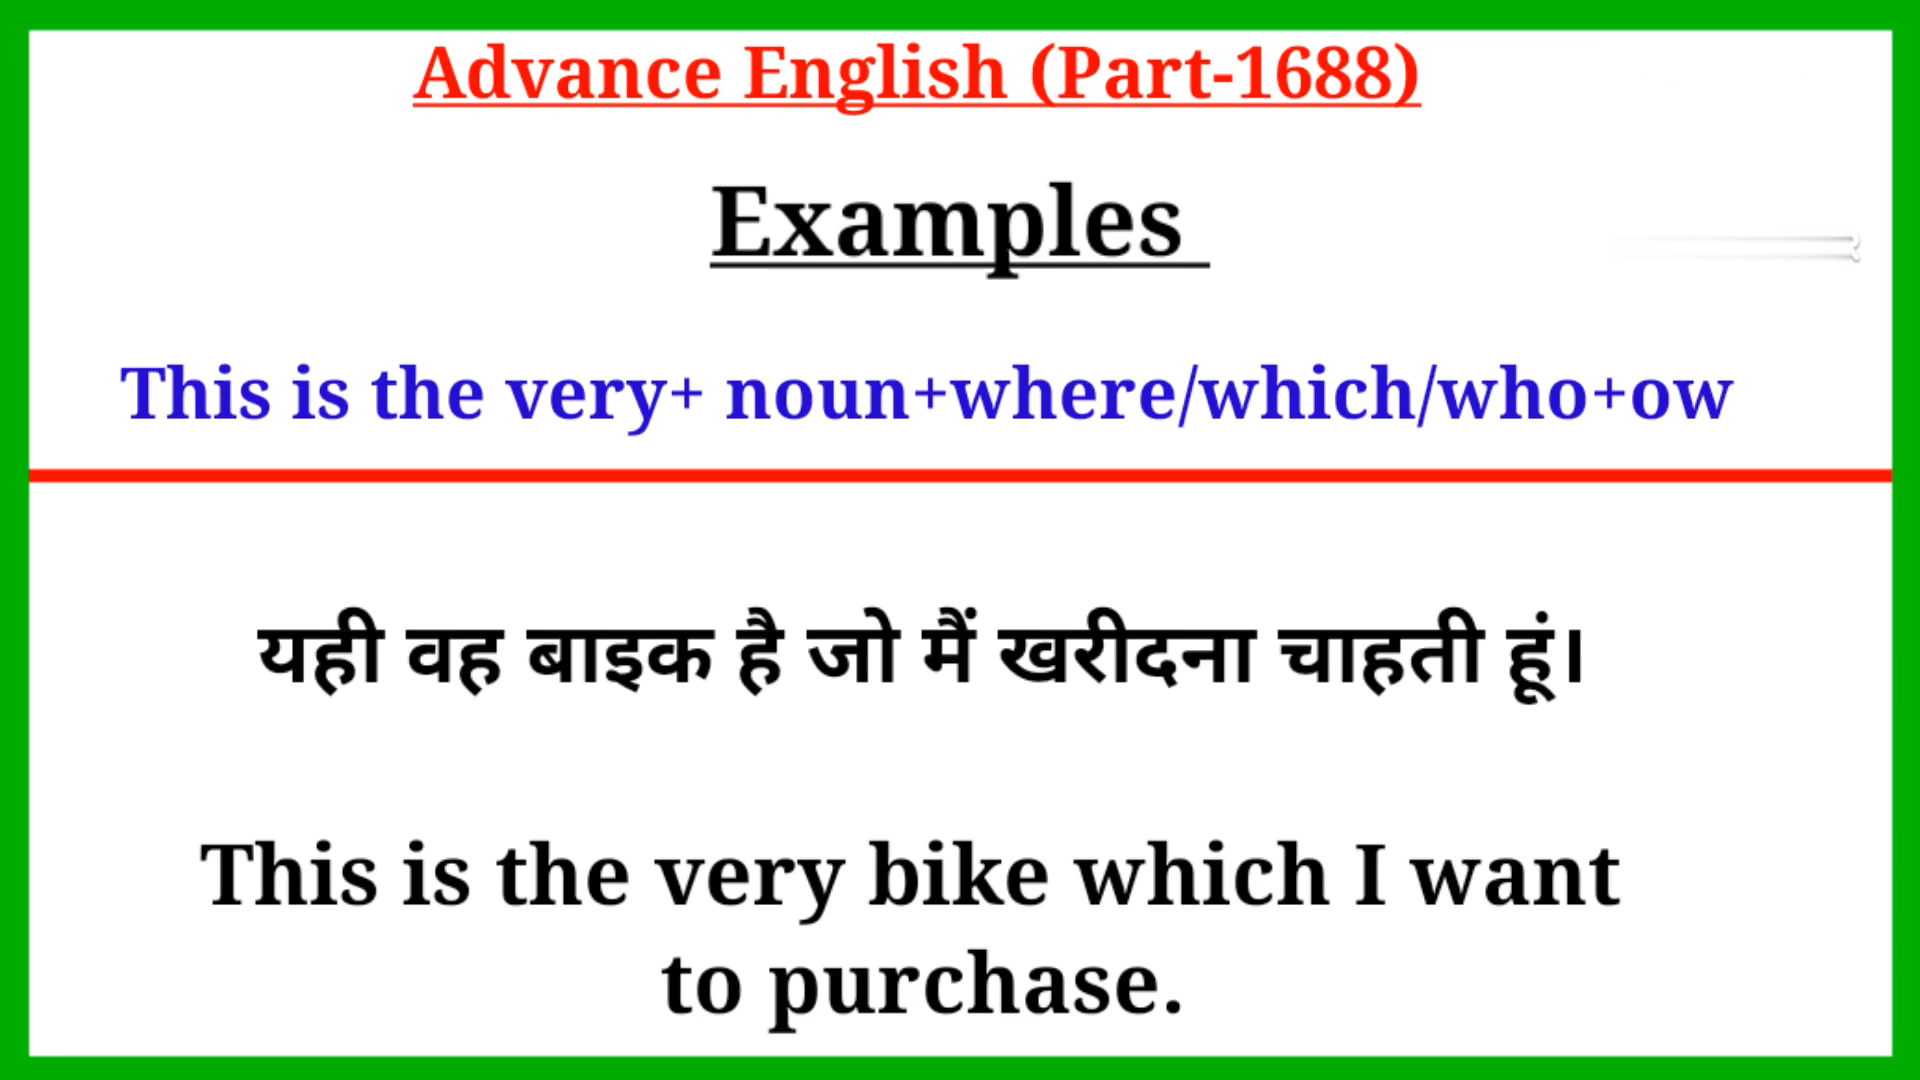 Advance English (Part-1688)
Examples
This is the very+ noun+where/which/who+ow
यही वह बाइक है जो मैं खरीदना चाहती हूं।
This is the very bike which I want
to purchase.